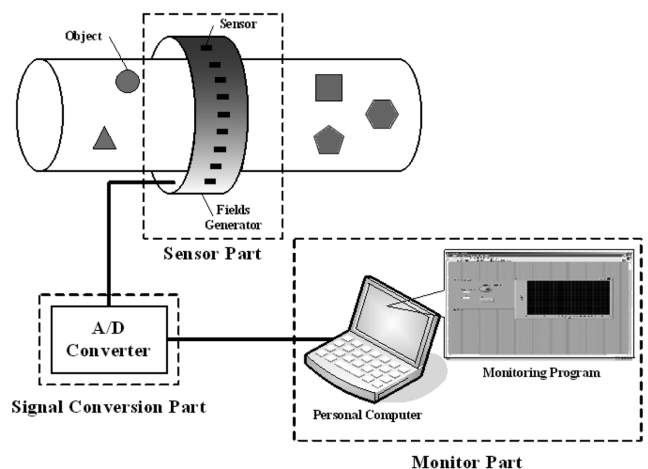 Sensor
Object
Fields
Generator
Sensor Part
A/D
Converter
Signal Conversion Part
Personal Computer
Monitoring Program
Monitor Part